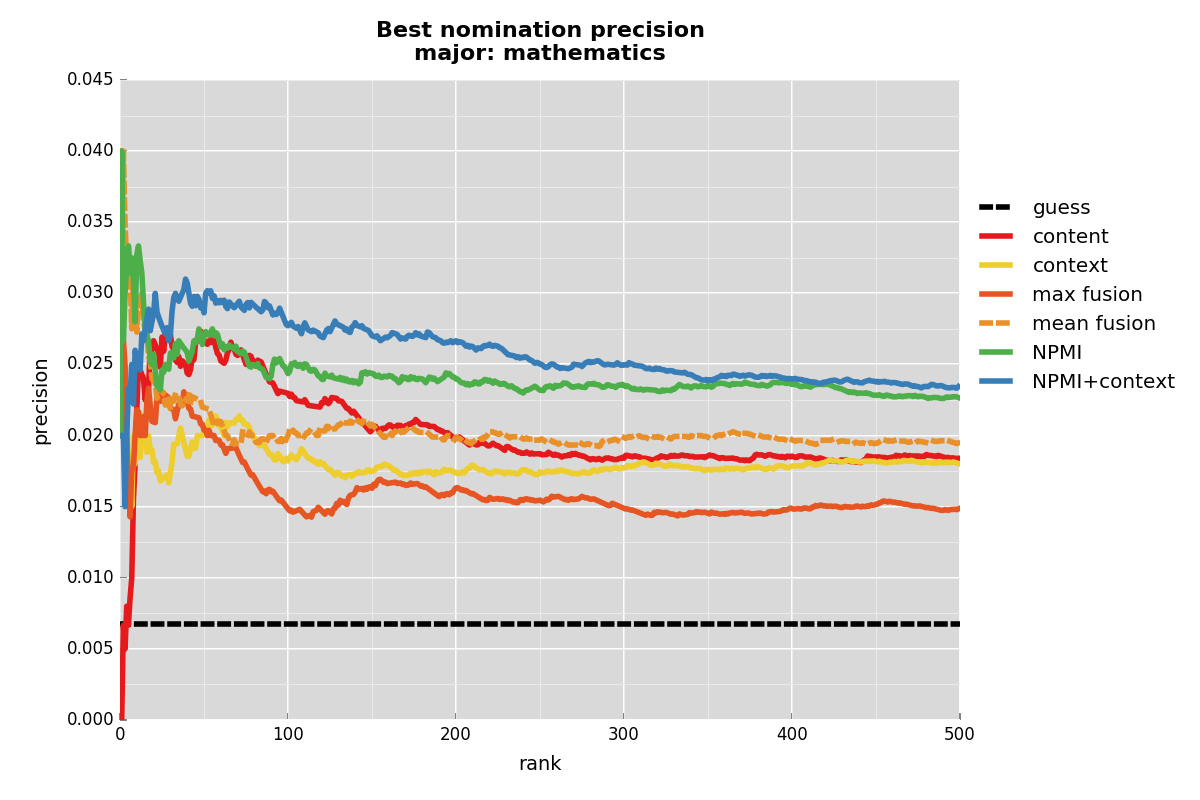 Best nomination precision
major: mathematics
precision
0.045
0.040
0.035
0.030
0.025
0.020
0.015
0.010
0.005
0.000
0
100
200
300
400
500
rank
guess
content
context
max fusion
mean fusion
NPMI
NPMI+context